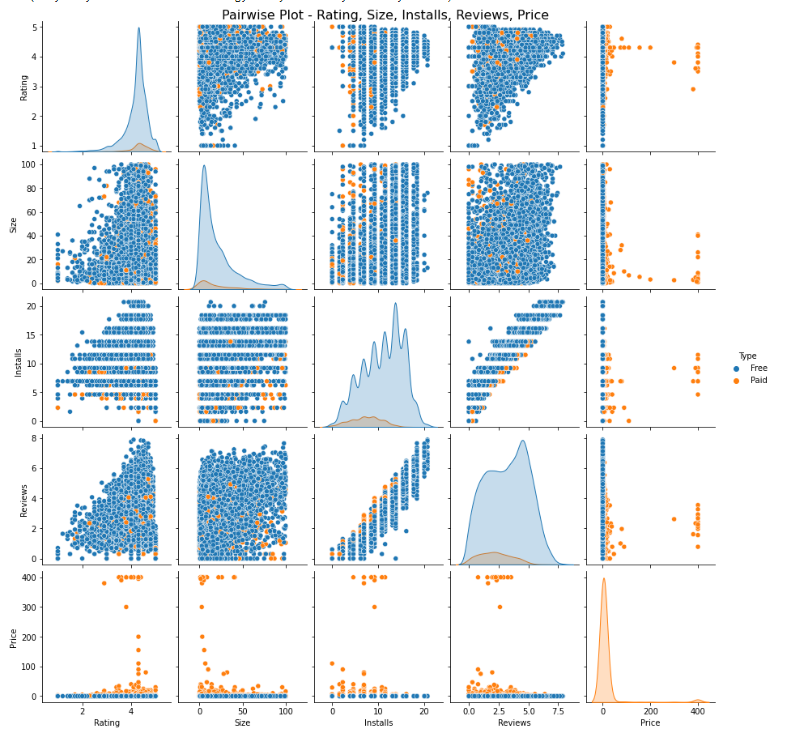 Pairwise Plot - Rating, Size, Installs, Reviews, Price
5
4
3
2
1
Rating
100
80
60
40
20
0
Size
20
15
10
5
0
Installs
Type
Free
Paid
8
6
4
2
0
Reviews
400
300
200
100
0
Price
2 4
0 50 100
0 10 20
0.0 2.5 5.0 7.5
0 200 400
Rating Size Installs Reviews Price